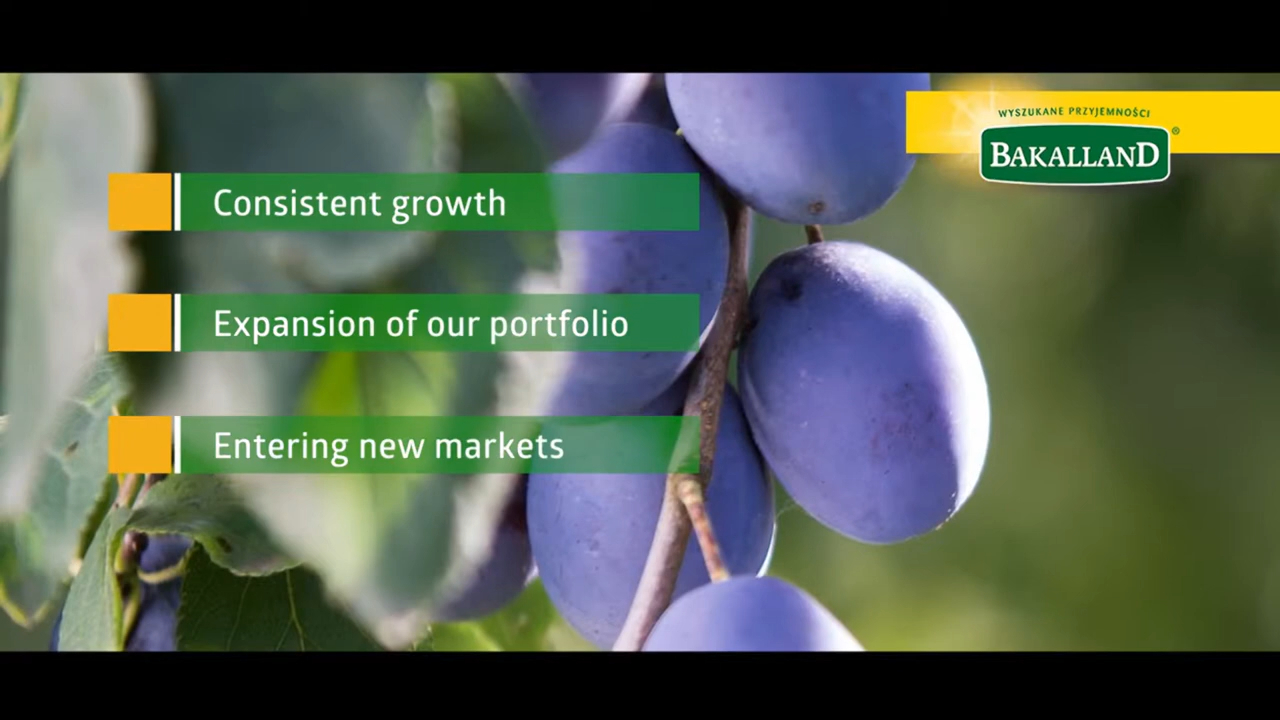 WYSZUKANE PRZYJEMNOŚCI
BAKALLAND®
Consistent growth
Expansion of our portfolio
Entering new markets